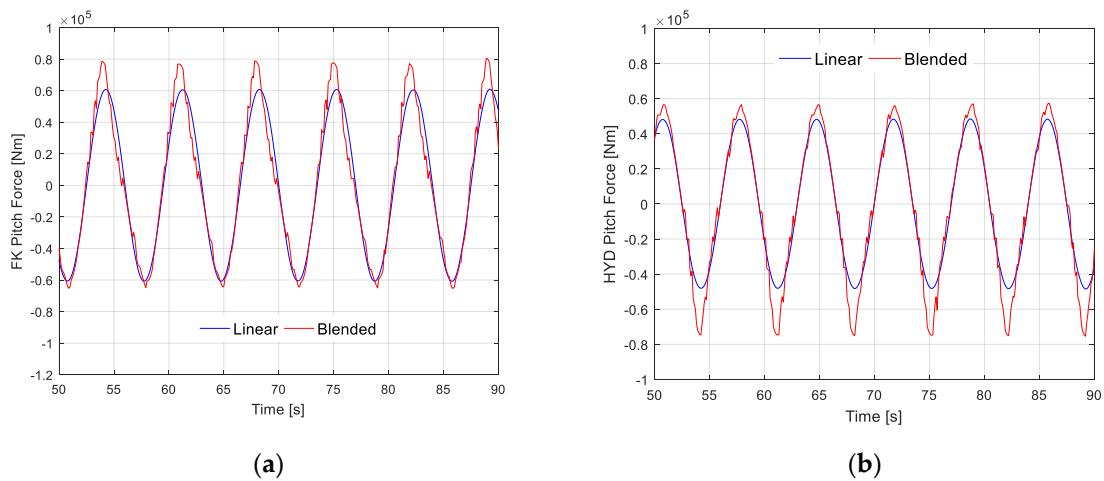 ×10⁵
1
0.8
0.6
0.4
0.2
0
-0.2
-0.4
-0.6
-0.8
-1
-1.2
FK Pitch Force [Nm]
Linear Blended
50 55 60 65 70 75 80 85 90
Time [s]
(a)
×10⁵
1
0.8
0.6
0.4
0.2
0
-0.2
-0.4
-0.6
-0.8
-1
HYD Pitch Force [Nm]
Linear Blended
50 55 60 65 70 75 80 85 90
Time [s]
(b)